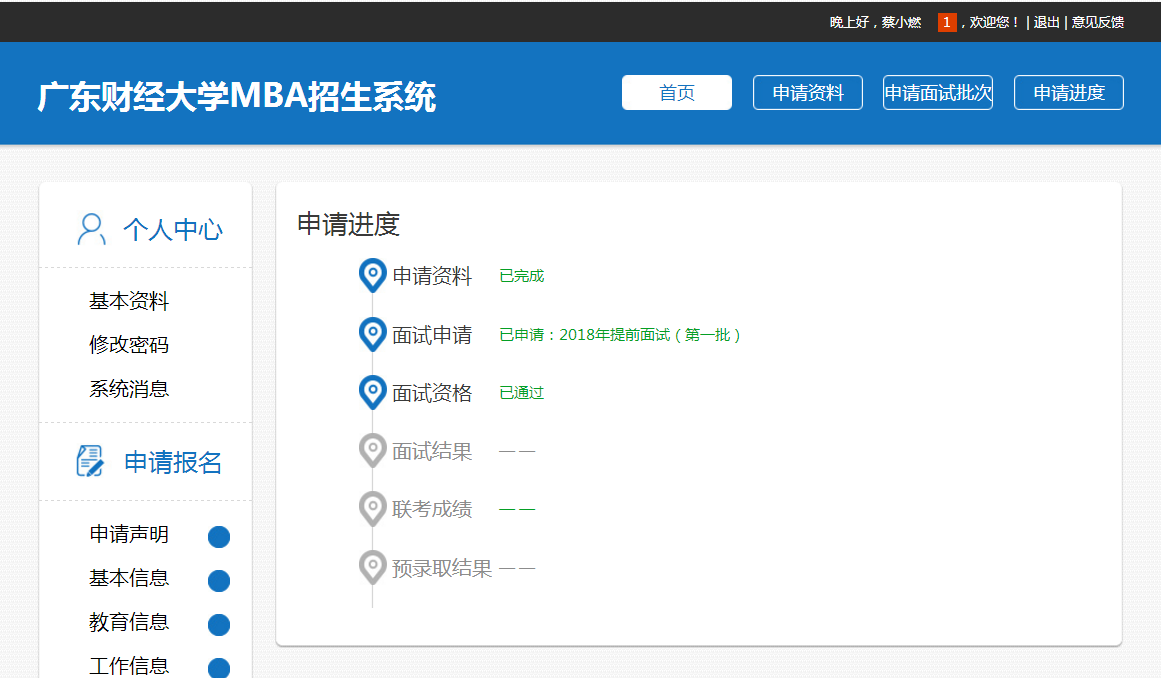 晚上好，蔡小燃 1 ，欢迎您！ | 退出 | 意见反馈
广东财经大学MBA招生系统
首页 申请资料 申请面试批次 申请进度
个人中心
基本资料
修改密码
系统消息
申请报名
申请声明
基本信息
教育信息
工作信息
申请进度
申请资料 已完成
面试申请 已申请：2018年提前面试（第一批）
面试资格 已通过
面试结果 ——
联考成绩 ——
预录取结果 ——